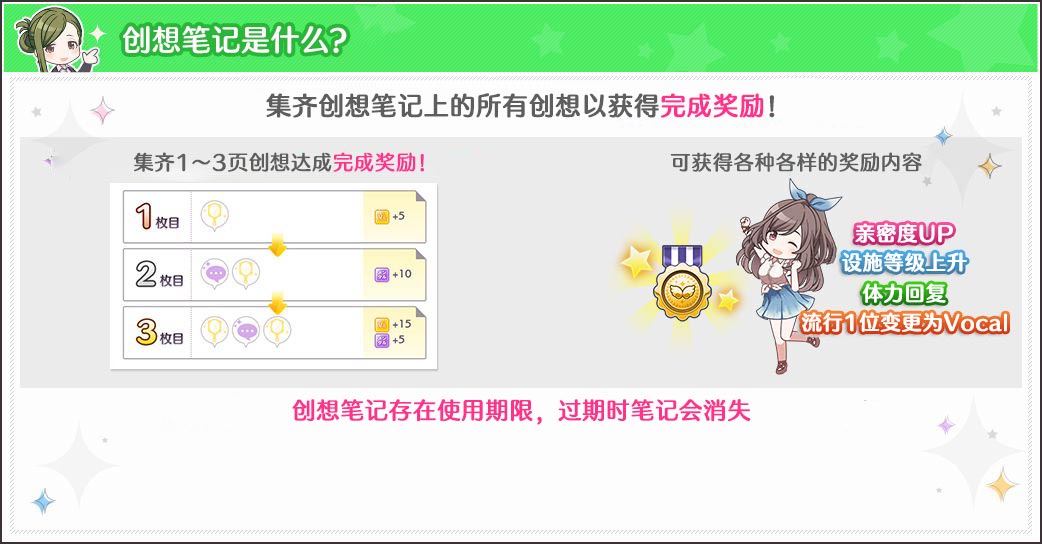 创想笔记是什么?
集齐创想笔记上的所有创想以获得完成奖励!
集齐1～3页创想达成完成奖励!
1枚目
+5
2枚目
+10
3枚目
+15
+5
可获得各种各样的奖励内容
亲密度UP
设施等级上升
体力回复
流行1位变更为Vocal
创想笔记存在使用期限，过期时笔记会消失